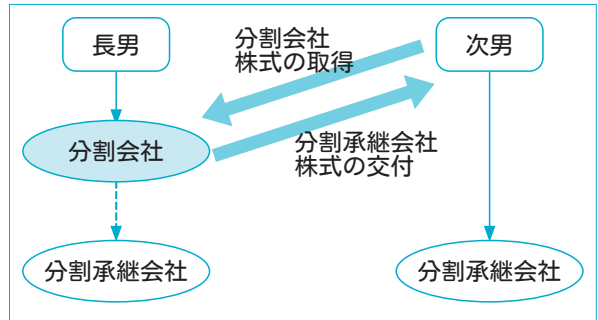 長男
分割会社
株式の取得
次男
分割会社
分割承継会社
株式の交付
分割承継会社
分割承継会社